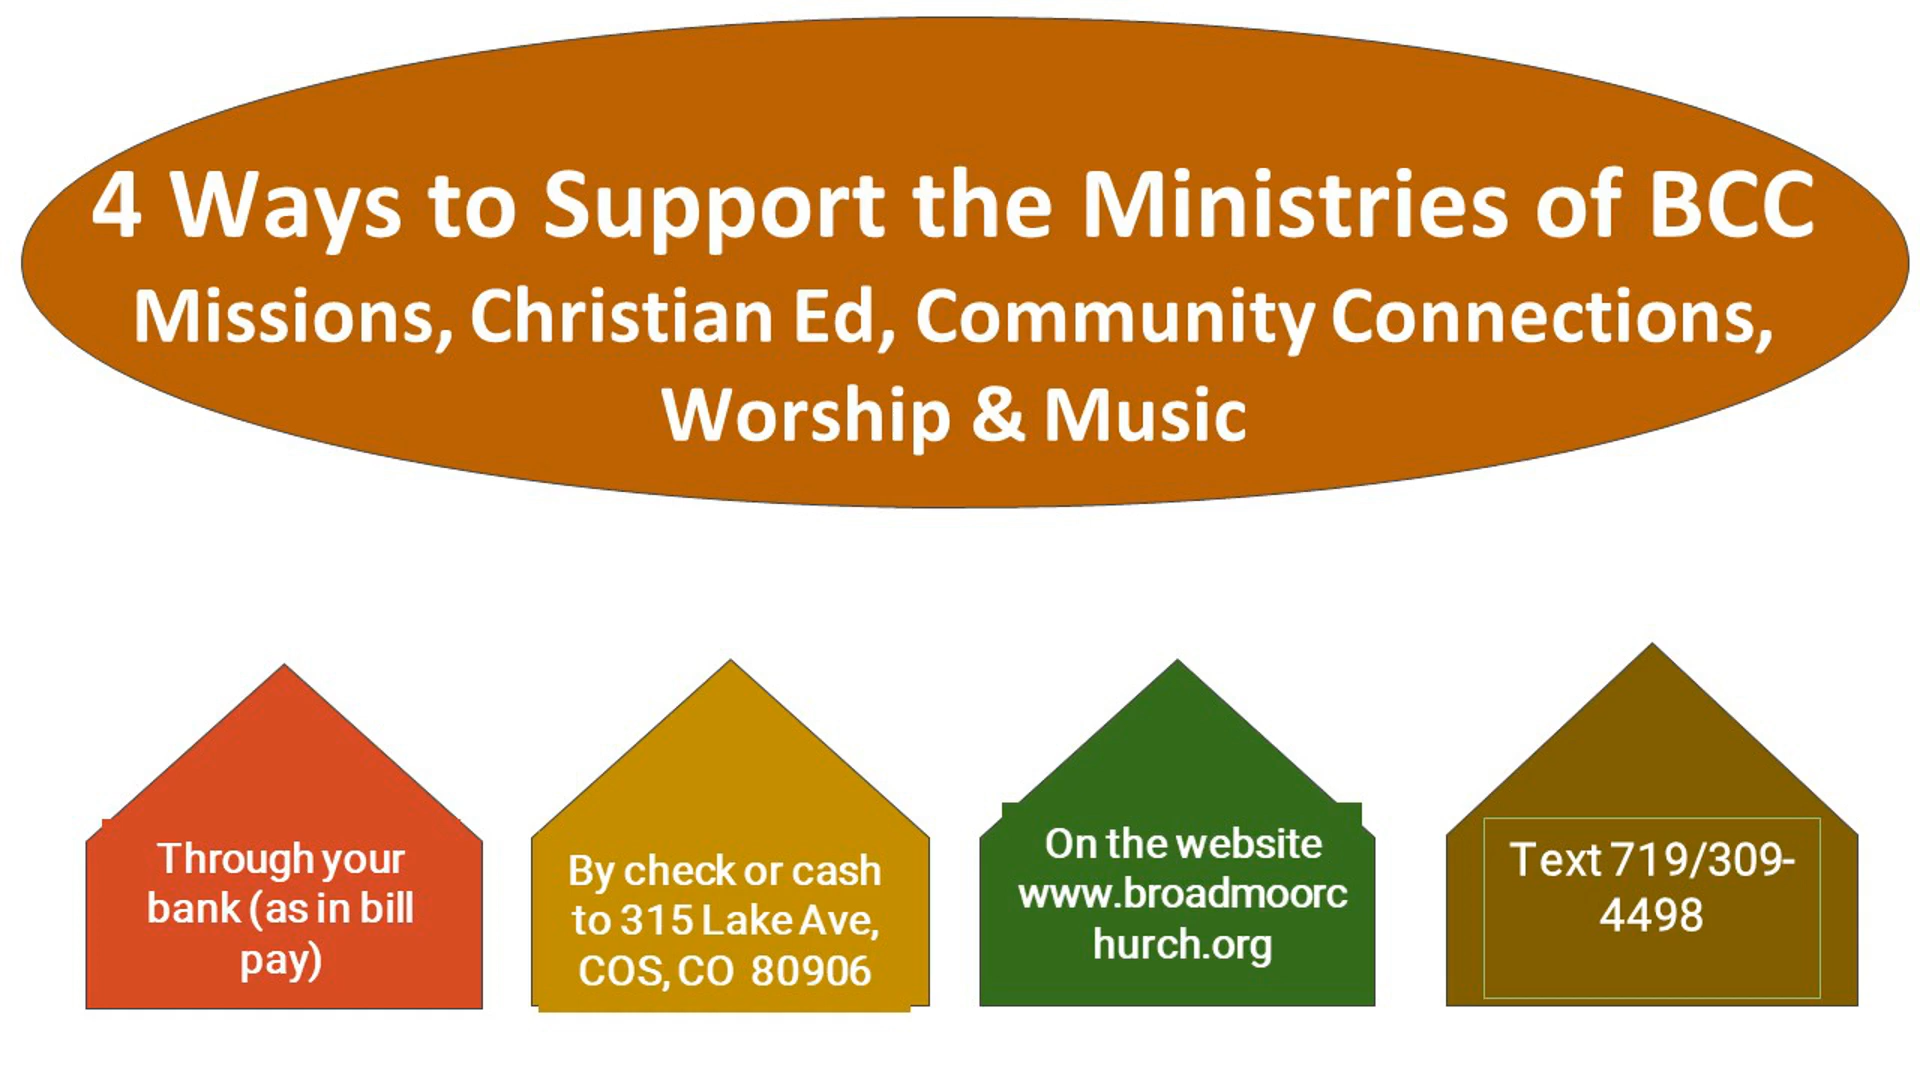 4 Ways to Support the Ministries of BCC
Missions, Christian Ed, Community Connections,
Worship & Music
Through your
bank (as in bill
pay)
By check or cash
to 315 Lake Ave,
COS, CO 80906
On the website
www.broadmoorc
hurch.org
Text 719/309-
4498